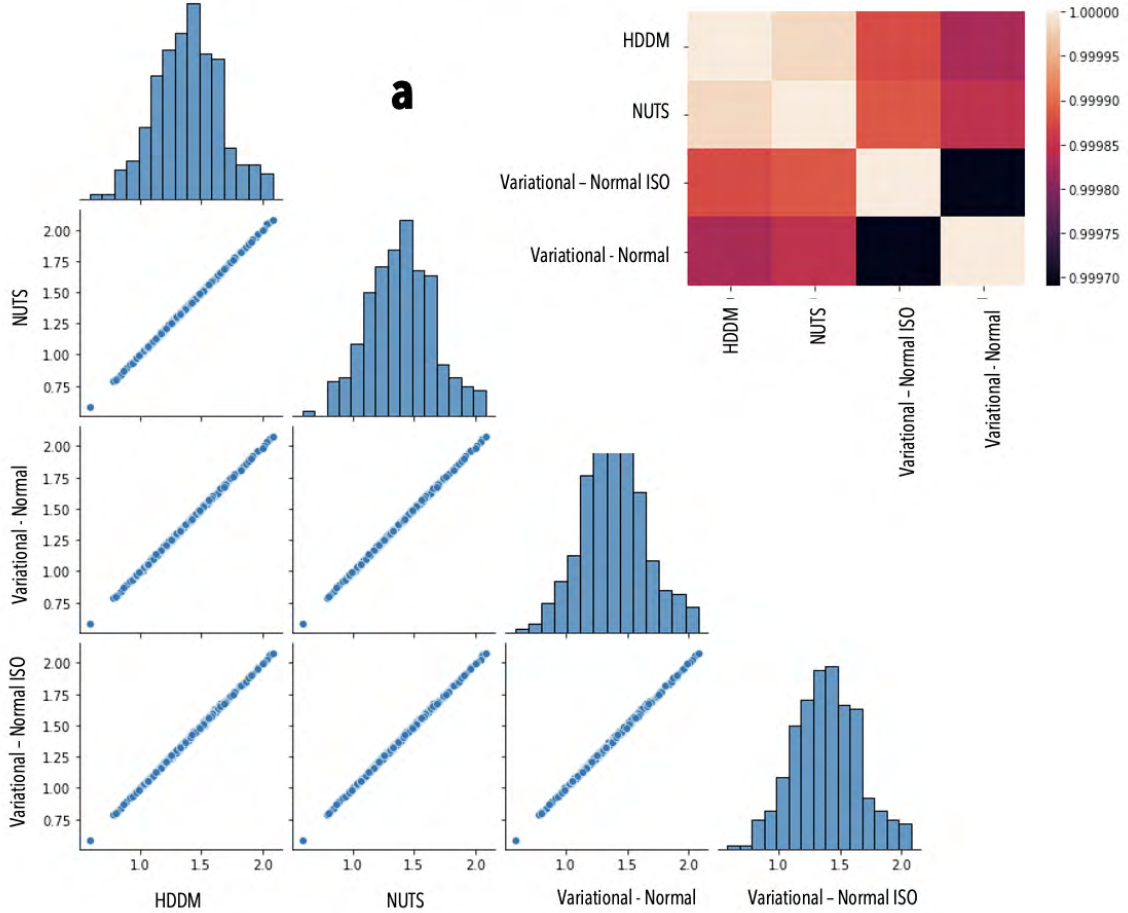 a
HDDM
NUTS
Variational – Normal ISO
Variational - Normal
1.00000
0.99995
0.99990
0.99985
0.99980
0.99975
0.99970
HDDM
NUTS
Variational – Normal ISO
Variational - Normal
NUTS
2.00
1.75
1.50
1.25
1.00
0.75
Variational - Normal
2.00
1.75
1.50
1.25
1.00
0.75
Variational – Normal ISO
2.00
1.75
1.50
1.25
1.00
0.75
1.0 1.5 2.0
1.0 1.5 2.0
1.0 1.5 2.0
1.0 1.5 2.0
HDDM
NUTS
Variational - Normal
Variational – Normal ISO